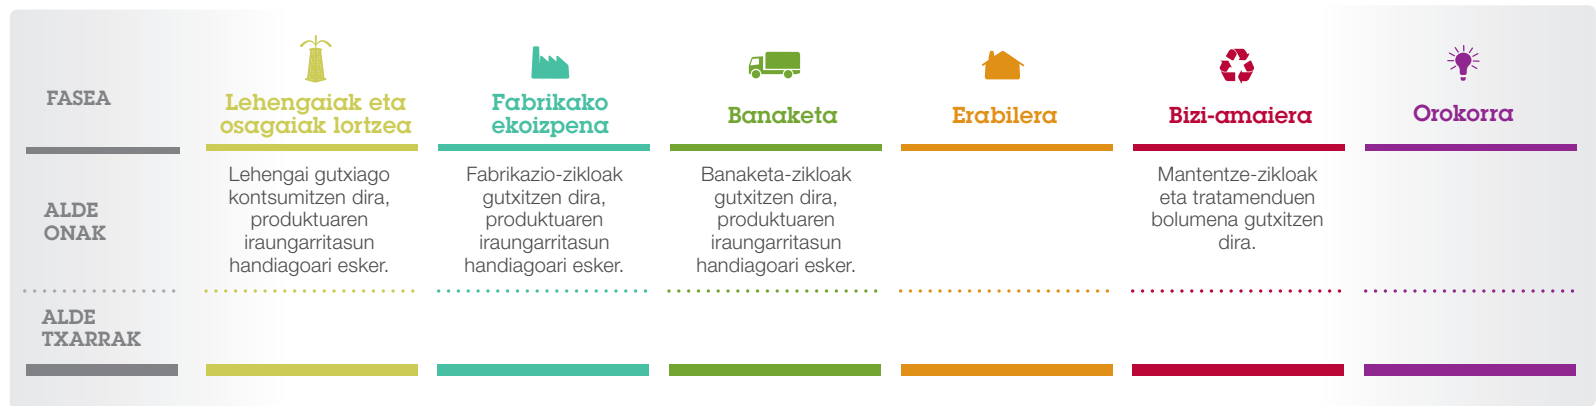 FASEA
Lehengaiak eta
osagaiak lortzea
Fabrikako
ekoizpena
Banaketa
Erabilera
Bizi-amaiera
Orokorra
ALDE
ONAK
Lehengai gutxiago
kontsumitzen dira,
produktuaren
iraungarritasun
handiagoari esker.
Fabrikazio-zikloak
gutxitzen dira,
produktuaren
iraungarritasun
handiagoari esker.
Banaketa-zikloak
gutxitzen dira,
produktuaren
iraungarritasun
handiagoari esker.
Mantentze-zikloak
eta tratamenduen
bolumena gutxitzen
dira.
ALDE
TXARRAK